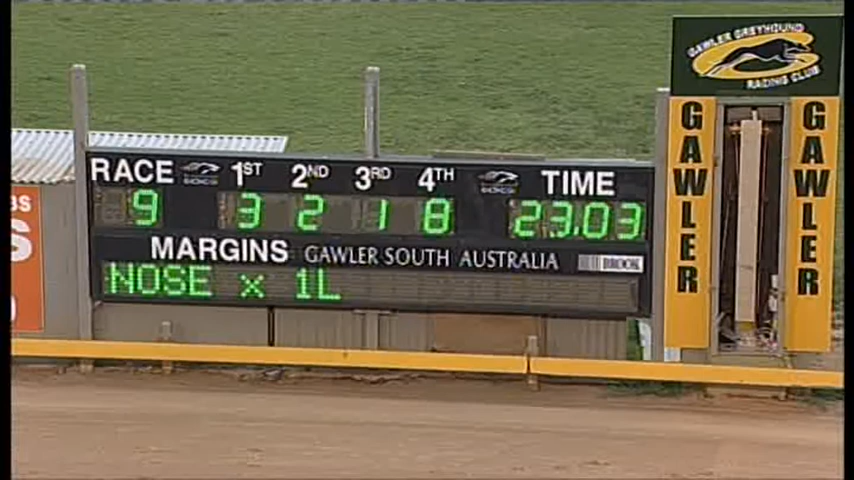 GAWLER GREYHOUND
RACING CLUB
GAWLER
GAWLER
RACE 1ST 2ND 3RD 4TH TIME
9 3 2 1 8 23.03
MARGINS GAWLER SOUTH AUSTRALIA
NOSE x 1L
BS
S